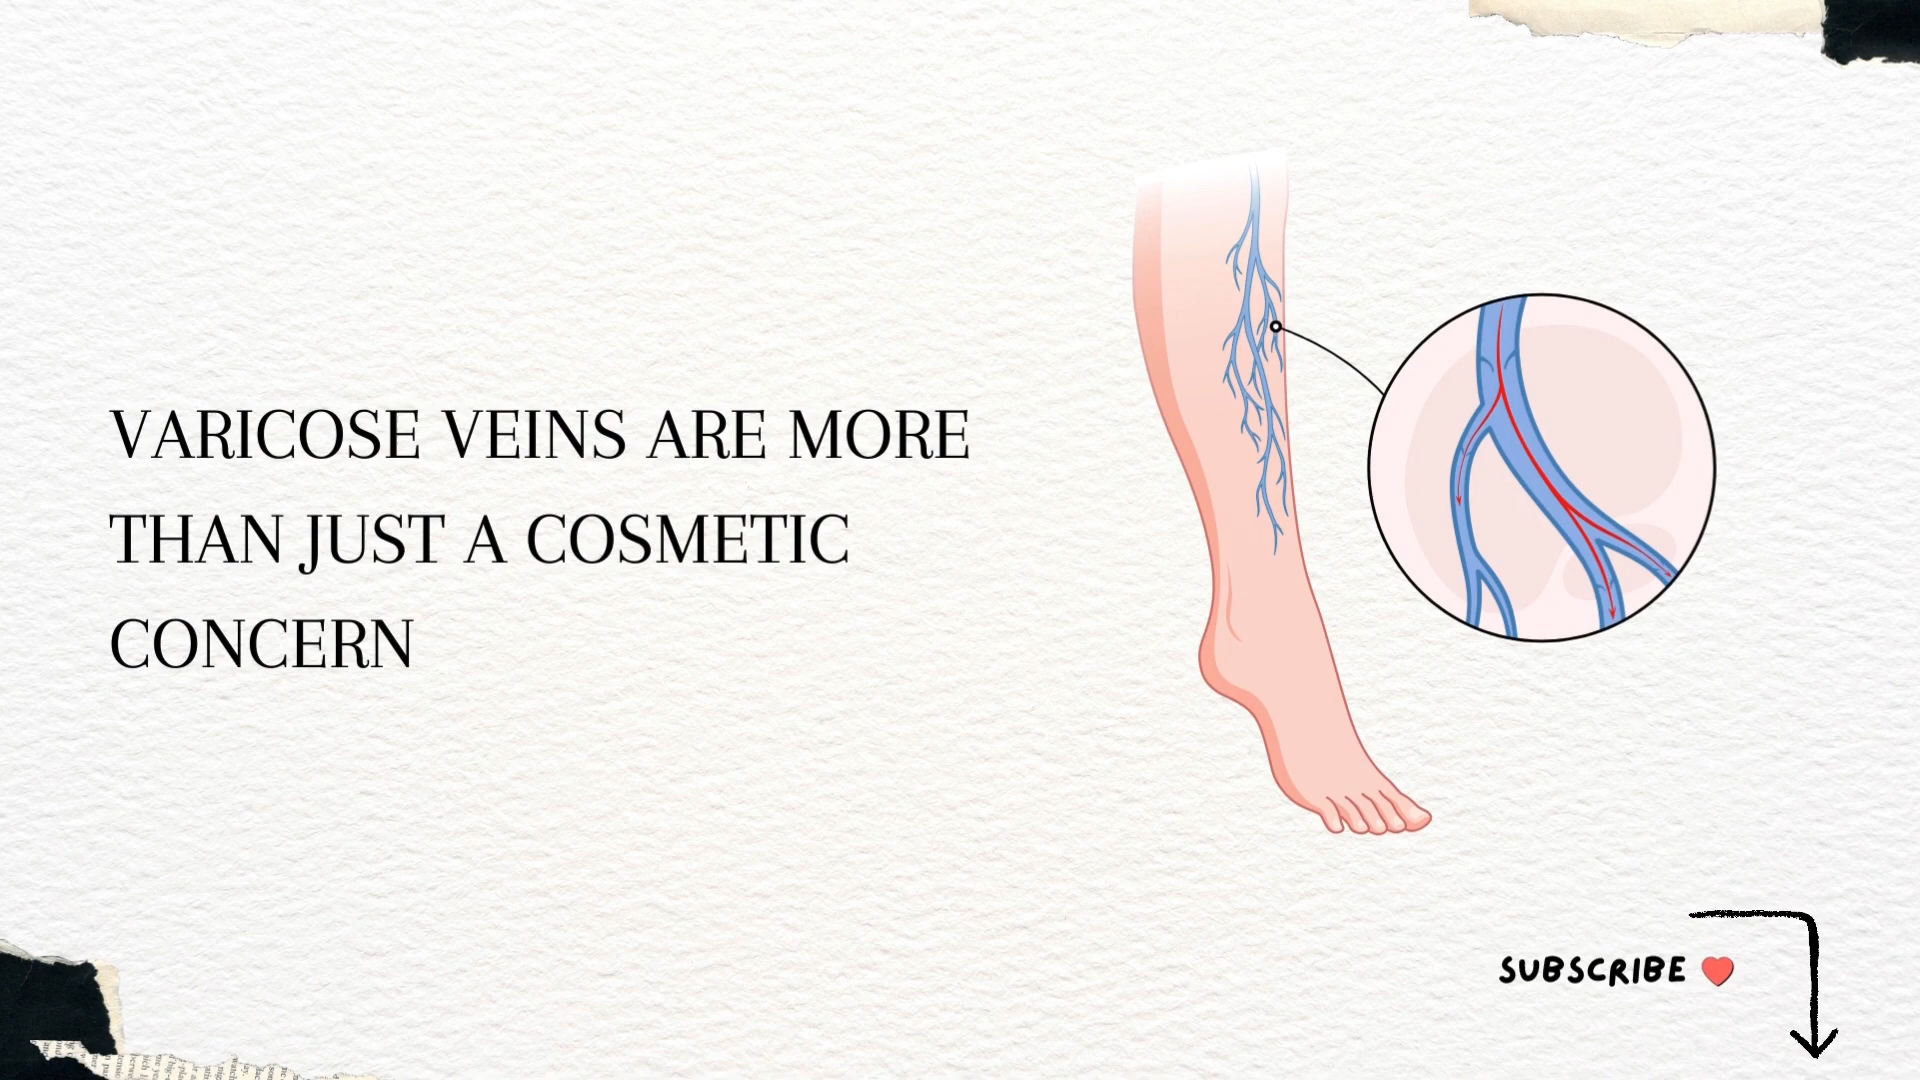 VARICOSE VEINS ARE MORE
THAN JUST A COSMETIC
CONCERN
SUBSCRIBE